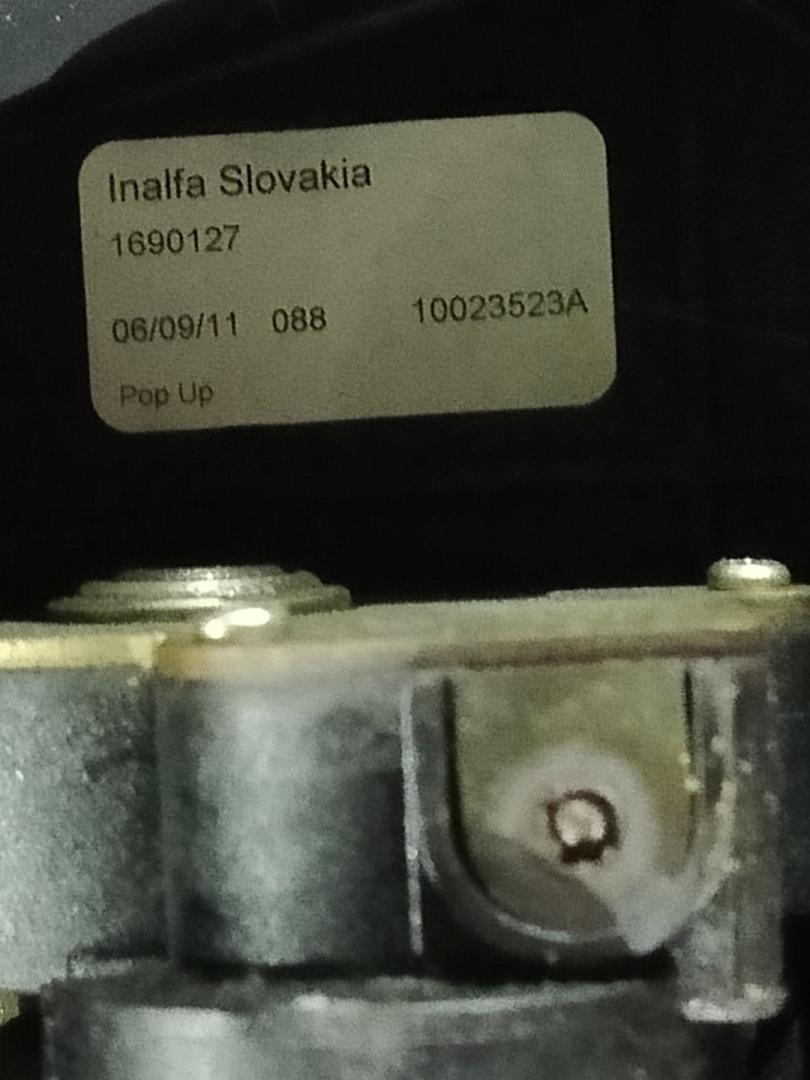 Inalfa Slovakia
1690127
06/09/11 088 10023523A
Pop Up